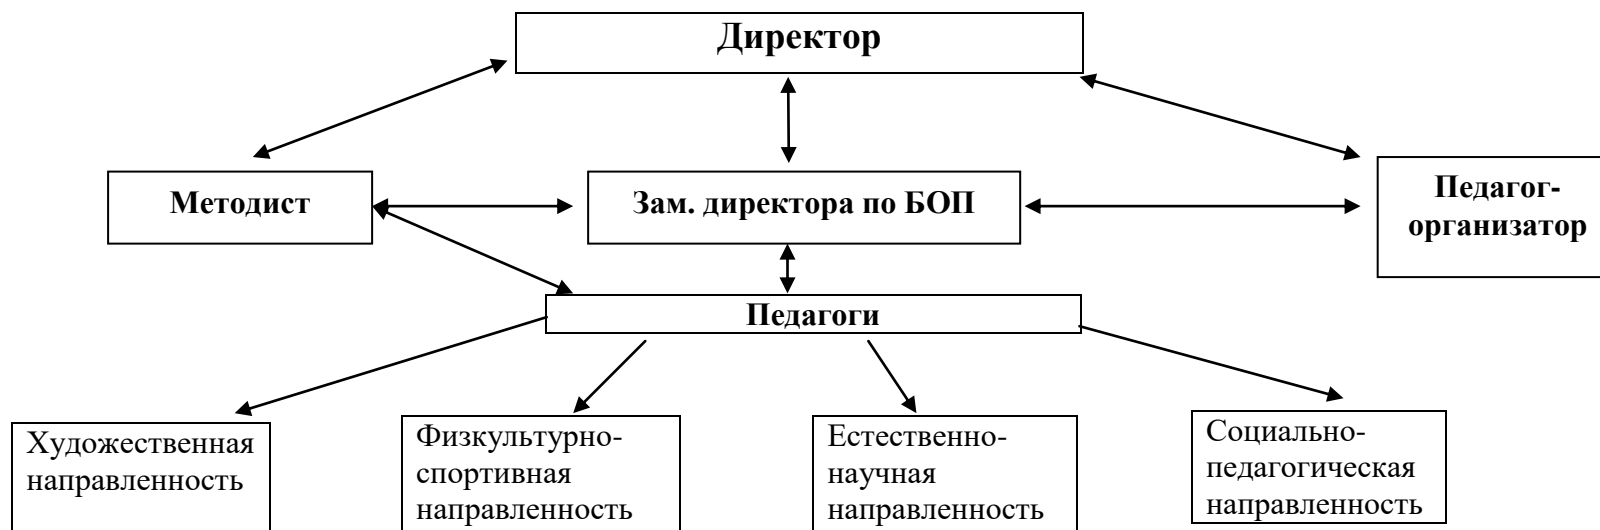 Директор
Методист
Зам. директора по БОП
Педагог-
организатор
Педагоги
Художественная
направленность
Физкультурно-
спортивная
направленность
Естественно-
научная
направленность
Социально-
педагогическая
направленность